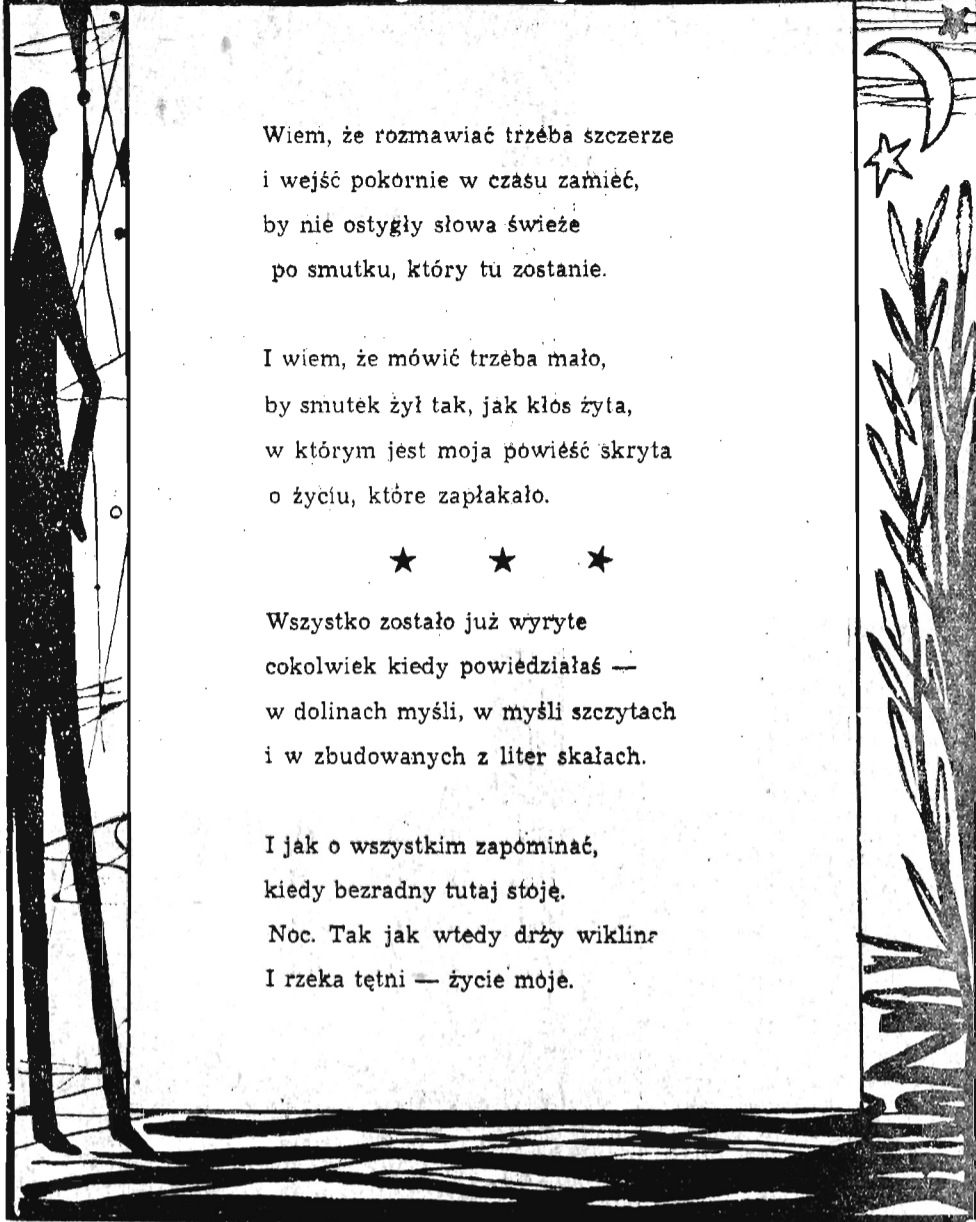 Wiem, że rozmawiać trzeba szczerze
i wejść pokornie w czasu zamieć,
by nie ostygły słowa świeże
po smutku, który tu zostanie.
I wiem, że mówić trzeba mało,
by smutek żył tak, jak kłos żyta,
w którym jest moja powieść skryta
o życiu, które zapłakało.
★ ★ ★
Wszystko zostało już wyryte
cokolwiek kiedy powiedziałaś —
w dolinach myśli, w myśli szczytach
i w zbudowanych z liter skałach.
I jak o wszystkim zapominać,
kiedy bezradny tutaj stoję.
Noc. Tak jak wtedy drży wiklina
I rzeka tętni — życie moje.